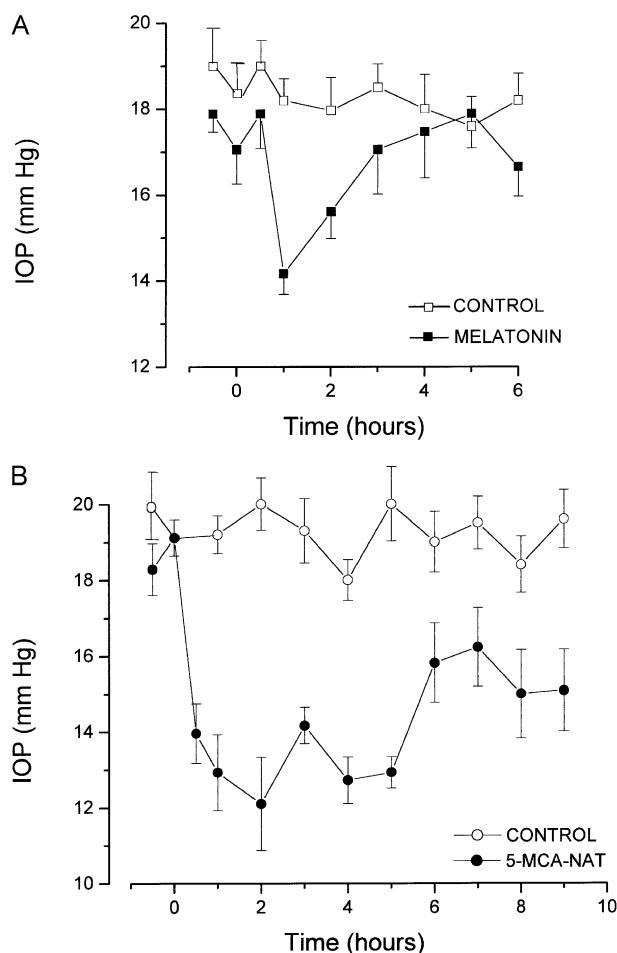 A
20
18
16
14
12
IOP (mm Hg)
CONTROL
MELATONIN
0 2 4 6
Time (hours)
B
20
18
16
14
12
10
IOP (mm Hg)
CONTROL
5-MCA-NAT
0 2 4 6 8 10
Time (hours)